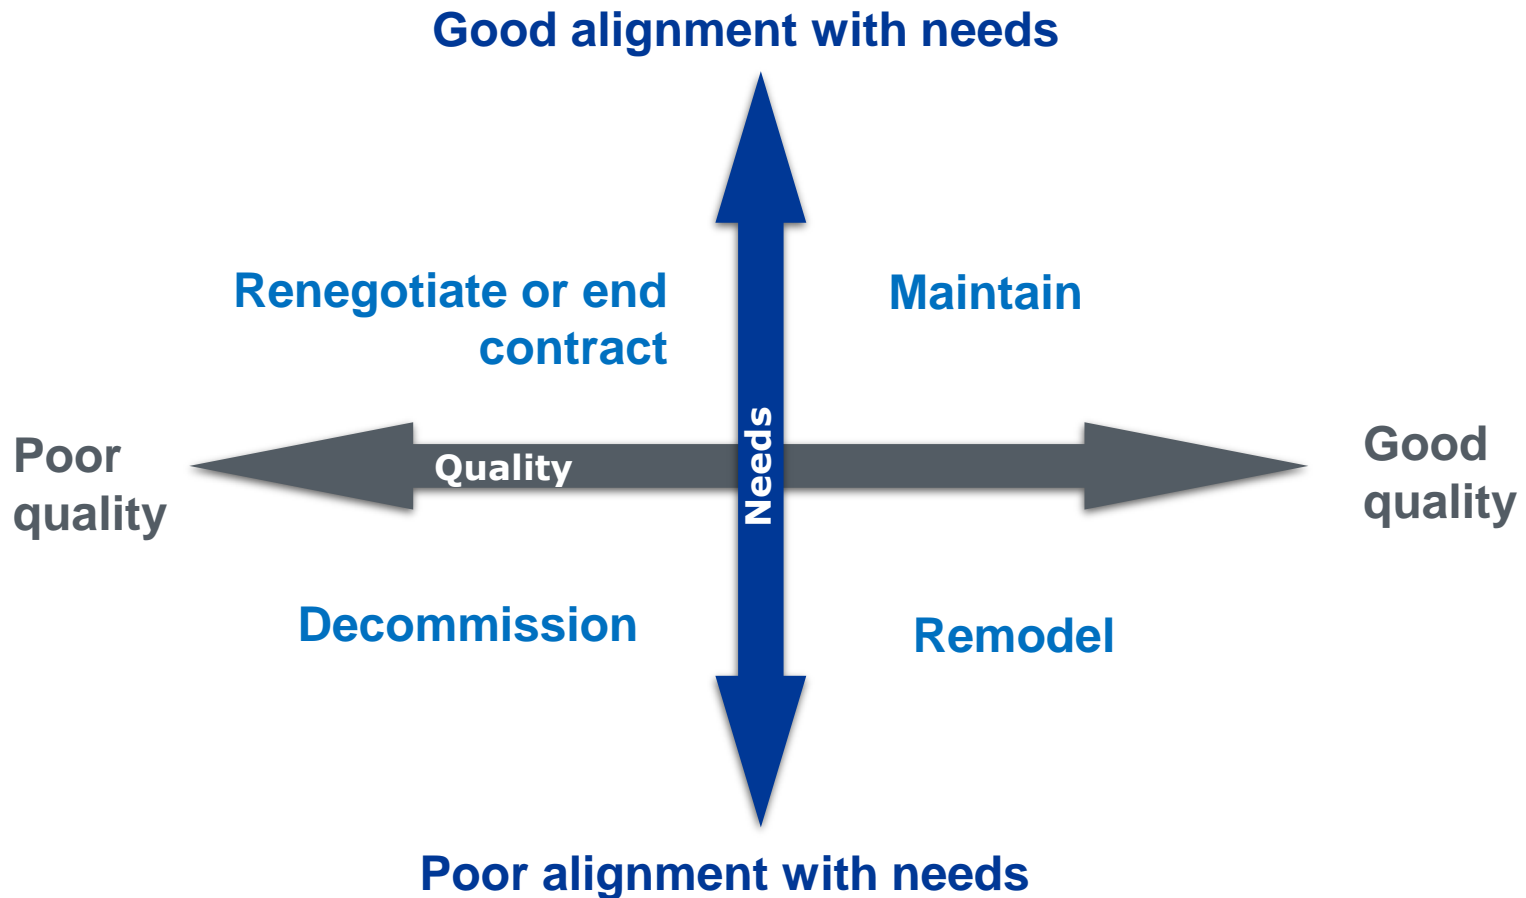 Good alignment with needs
Renegotiate or end
contract
Maintain
Poor
quality
Quality
Needs
Good
quality
Decommission
Remodel
Poor alignment with needs